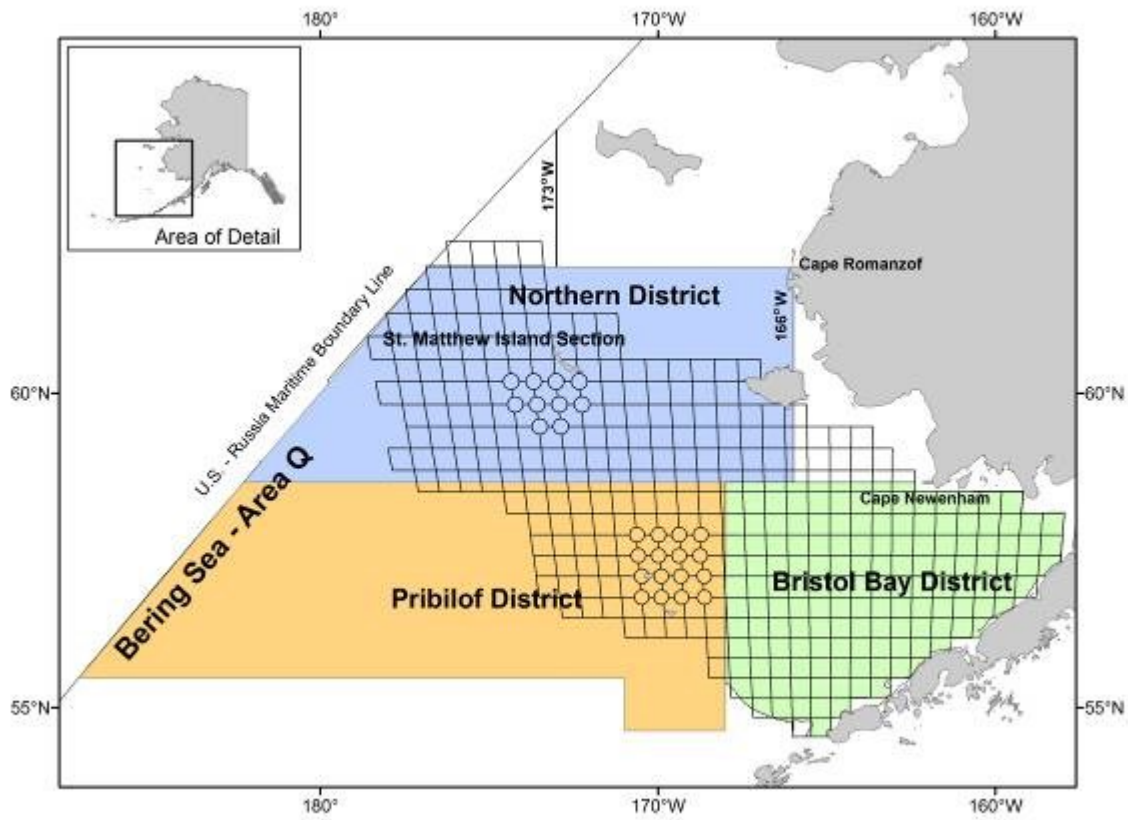 180°
170°W
160°W
Area of Detail
173°W
Cape Romanzof
Northern District
166°W
St. Matthew Island Section
U.S. - Russia Maritime Boundary Line
60°N
60°N
Cape Newenham
Bering Sea - Area Q
Bristol Bay District
Pribilof District
55°N
55°N
180°
170°W
160°W